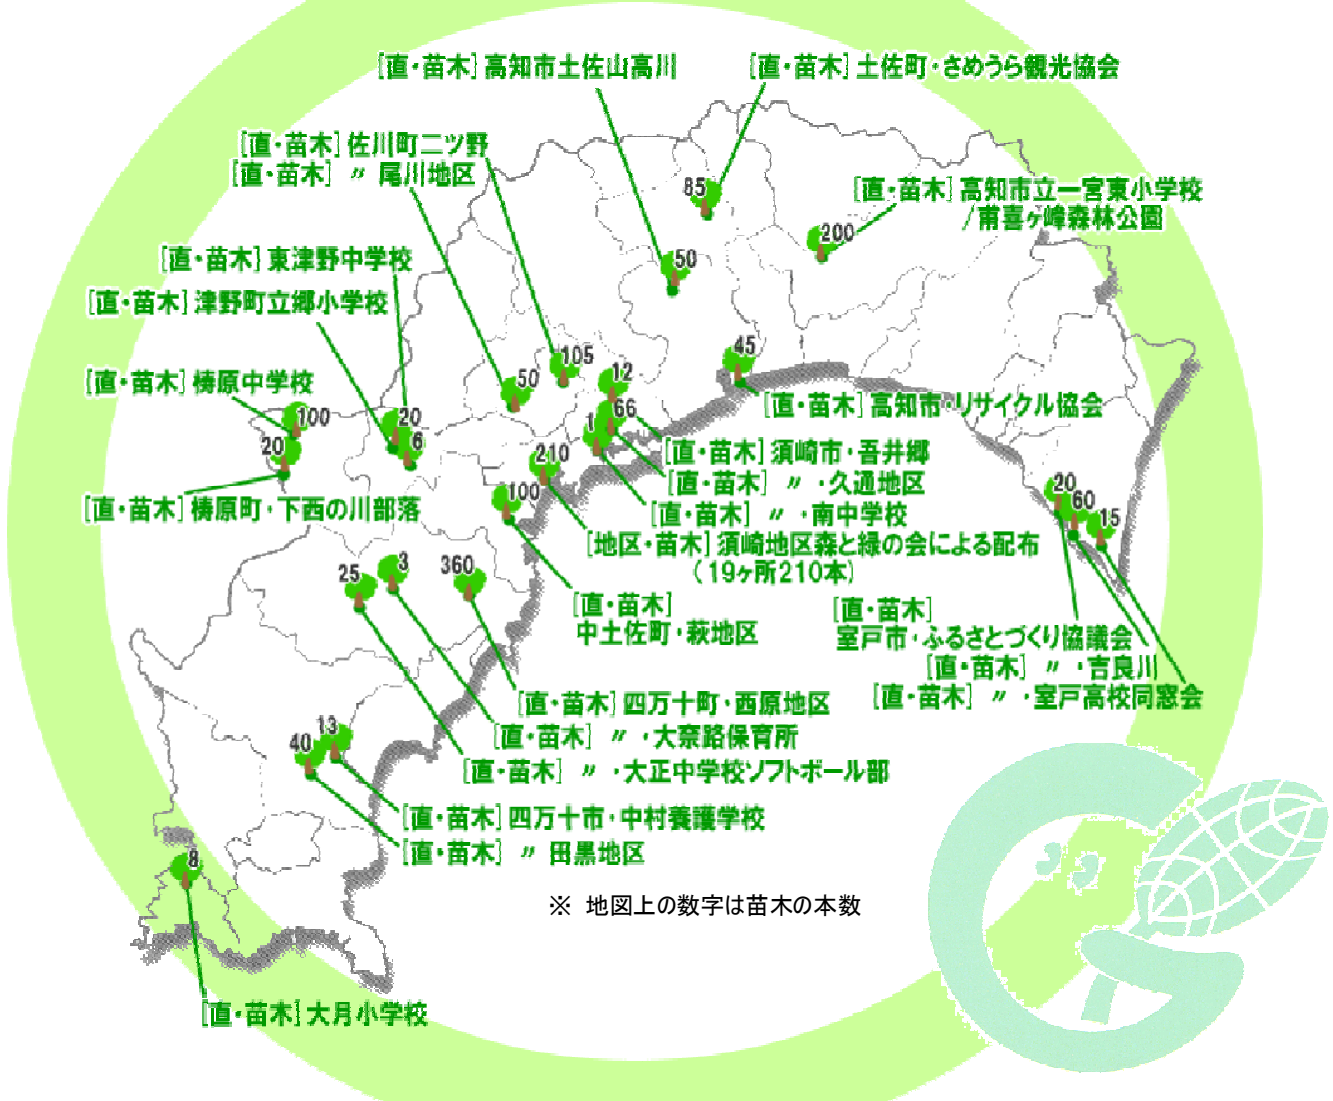 [直・苗木] 高知市土佐山高川
[直・苗木] 土佐町・さめうら観光協会
[直・苗木] 佐川町二ツ野
[直・苗木] 〃 尾川地区
85
[直・苗木] 高知市立一宮東小学校
/甫喜ヶ峰森林公園
200
[直・苗木] 東津野中学校
50
[直・苗木] 津野町立郷小学校
45
105
12
50
[直・苗木] 梼原中学校
[直・苗木] 高知市・リサイクル協会
100
20
66
1
6
20
210
[直・苗木] 須崎市・吾井郷
[直・苗木] 〃 ・久通地区
100
20
60
15
[直・苗木] 梼原町・下西の川部落
[直・苗木] 〃 ・南中学校
[地区・苗木] 須崎地区森と緑の会による配布
(19ヶ所210本)
25
3
360
[直・苗木]
中土佐町・萩地区
[直・苗木]
室戸市・ふるさとづくり協議会
[直・苗木] 〃 ・吉良川
[直・苗木] 〃 ・室戸高校同窓会
[直・苗木] 四万十町・西原地区
[直・苗木] 〃 ・大奈路保育所
[直・苗木] 〃 ・大正中学校ソフトボール部
13
40
[直・苗木] 四万十市・中村養護学校
[直・苗木] 〃 田黒地区
8
※ 地図上の数字は苗木の本数
[直・苗木] 大月小学校